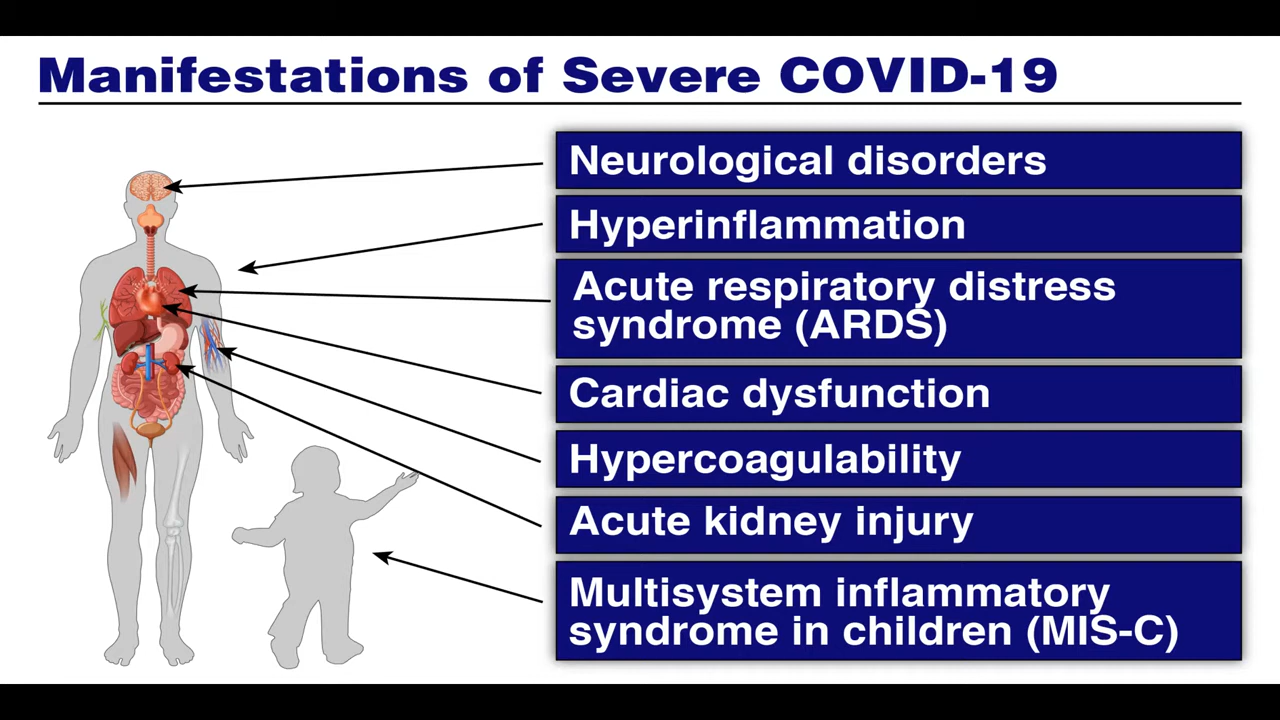 Manifestations of Severe COVID-19
Neurological disorders
Hyperinflammation
Acute respiratory distress
syndrome (ARDS)
Cardiac dysfunction
Hypercoagulability
Acute kidney injury
Multisystem inflammatory
syndrome in children (MIS-C)